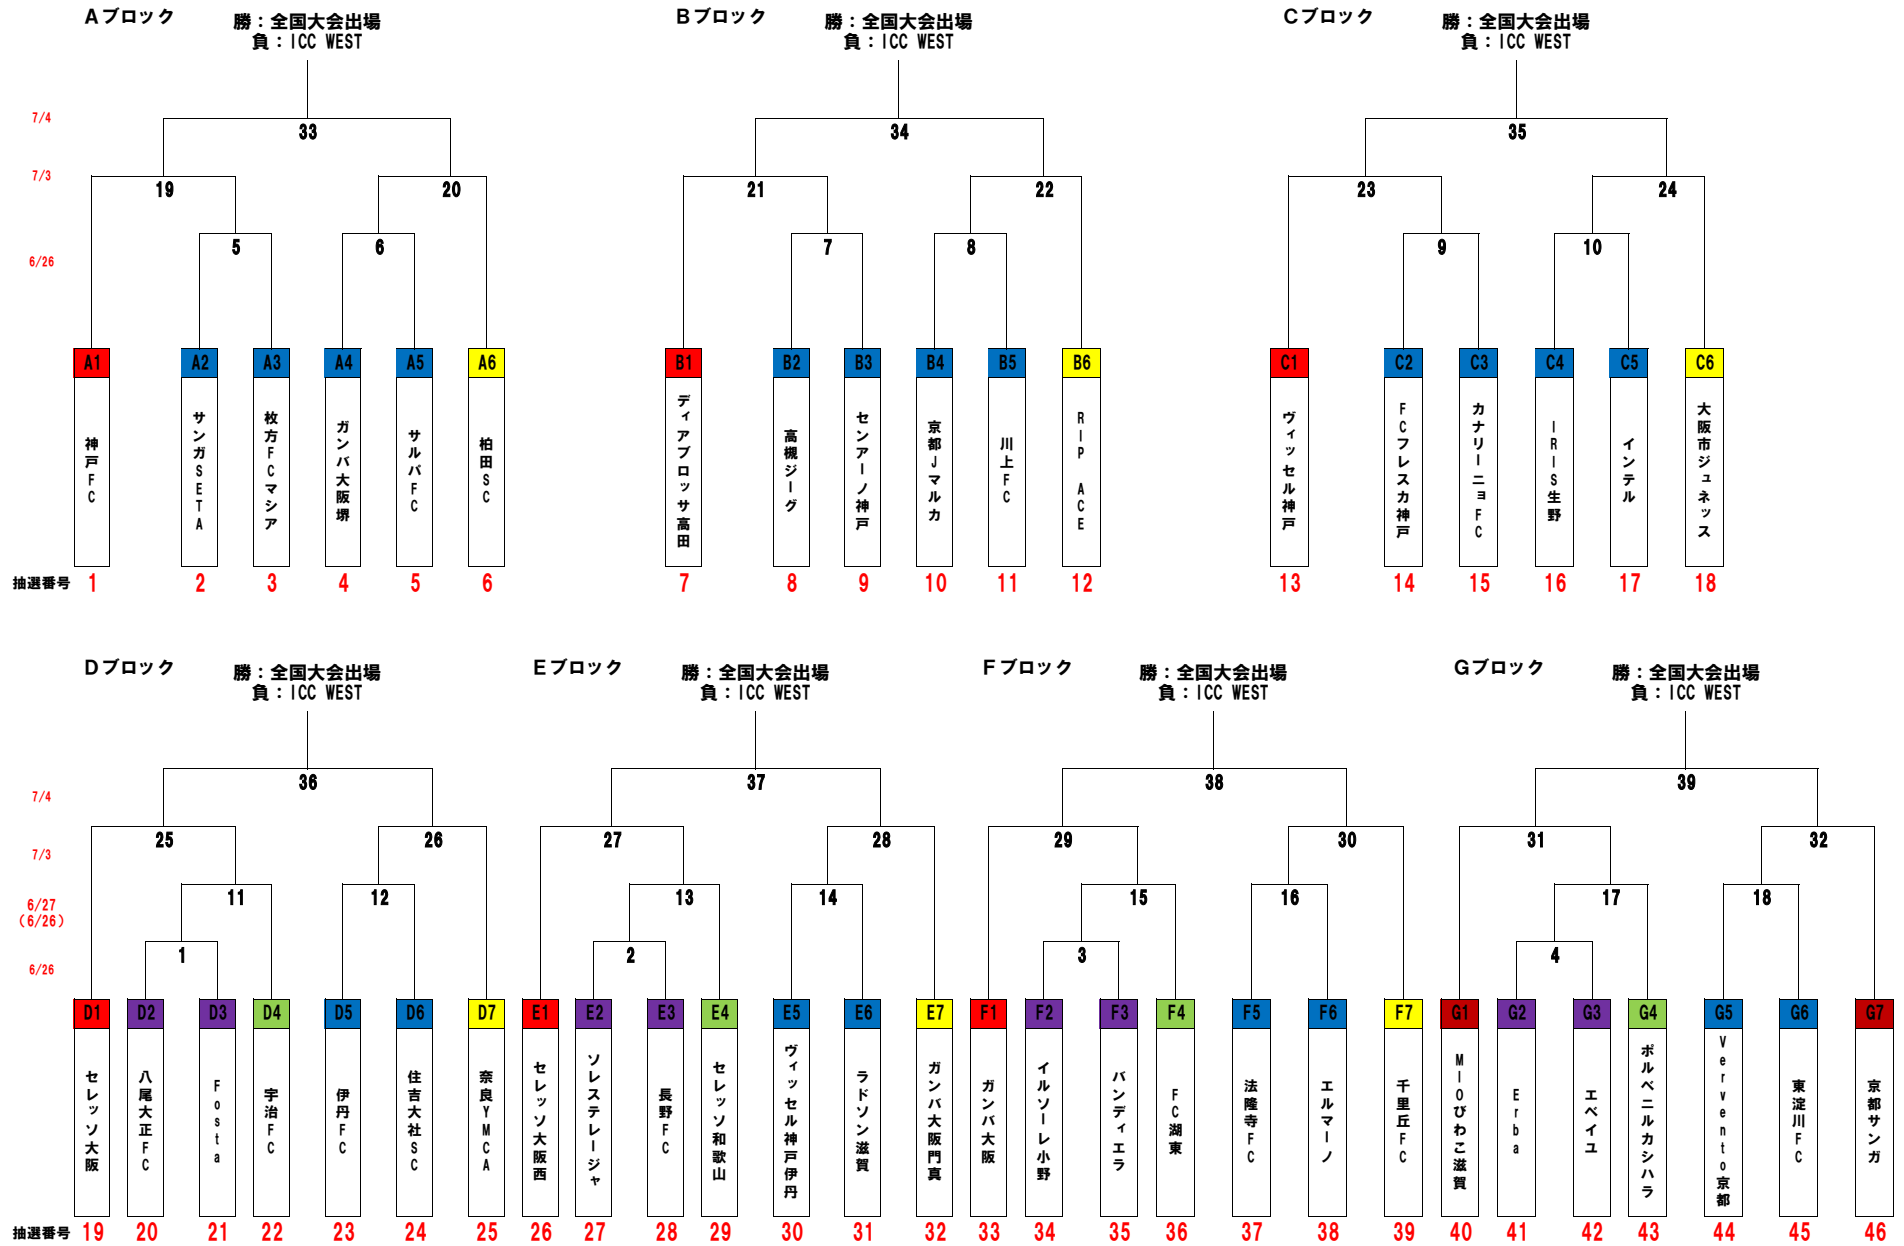 Aブロック
勝：全国大会出場
負：ICC WEST
Bブロック
勝：全国大会出場
負：ICC WEST
Cブロック
勝：全国大会出場
負：ICC WEST
7/4
33
34
35
7/3
19
20
21
22
23
24
6/26
5
6
7
8
9
10
A1
A2
A3
A4
A5
A6
B1
B2
B3
B4
B5
B6
C1
C2
C3
C4
C5
C6
神戸FC
サンガSETA
枚方FCマシア
ガンバ大阪堺
サルパFC
柏田SC
ディアブロッサ高田
高槻ジーグ
センアーノ神戸
京都Jマルカ
川上FC
RIP ACE
ヴィッセル神戸
FCフレスカ神戸
カナリーニョFC
IRIS生野
インテル
大阪市ジュネッス
抽選番号
1
2
3
4
5
6
7
8
9
10
11
12
13
14
15
16
17
18
Dブロック
勝：全国大会出場
負：ICC WEST
Eブロック
勝：全国大会出場
負：ICC WEST
Fブロック
勝：全国大会出場
負：ICC WEST
Gブロック
勝：全国大会出場
負：ICC WEST
7/4
36
37
38
39
7/3
25
26
27
28
29
30
31
32
6/27
（6/26）
11
12
13
14
15
16
17
18
6/26
1
2
3
4
D1
D2
D3
D4
D5
D6
D7
E1
E2
E3
E4
E5
E6
E7
F1
F2
F3
F4
F5
F6
F7
G1
G2
G3
G4
G5
G6
G7
セレッソ大阪
八尾大正FC
Fosta
宇治FC
伊丹FC
住吉大社SC
奈良YMCA
セレッソ大阪西
ソレステレージャ
長野FC
セレッソ和歌山
ヴィッセル神戸伊丹
ラドソン滋賀
ガンバ大阪門真
ガンバ大阪
イルソーレ小野
バンディエラ
FC湖東
法隆寺FC
エルマーノ
千里丘FC
MIOびわこ滋賀
Erba
エベイユ
ポルベニルカシハラ
Vervento京都
東淀川FC
京都サンガ
抽選番号
19
20
21
22
23
24
25
26
27
28
29
30
31
32
33
34
35
36
37
38
39
40
41
42
43
44
45
46